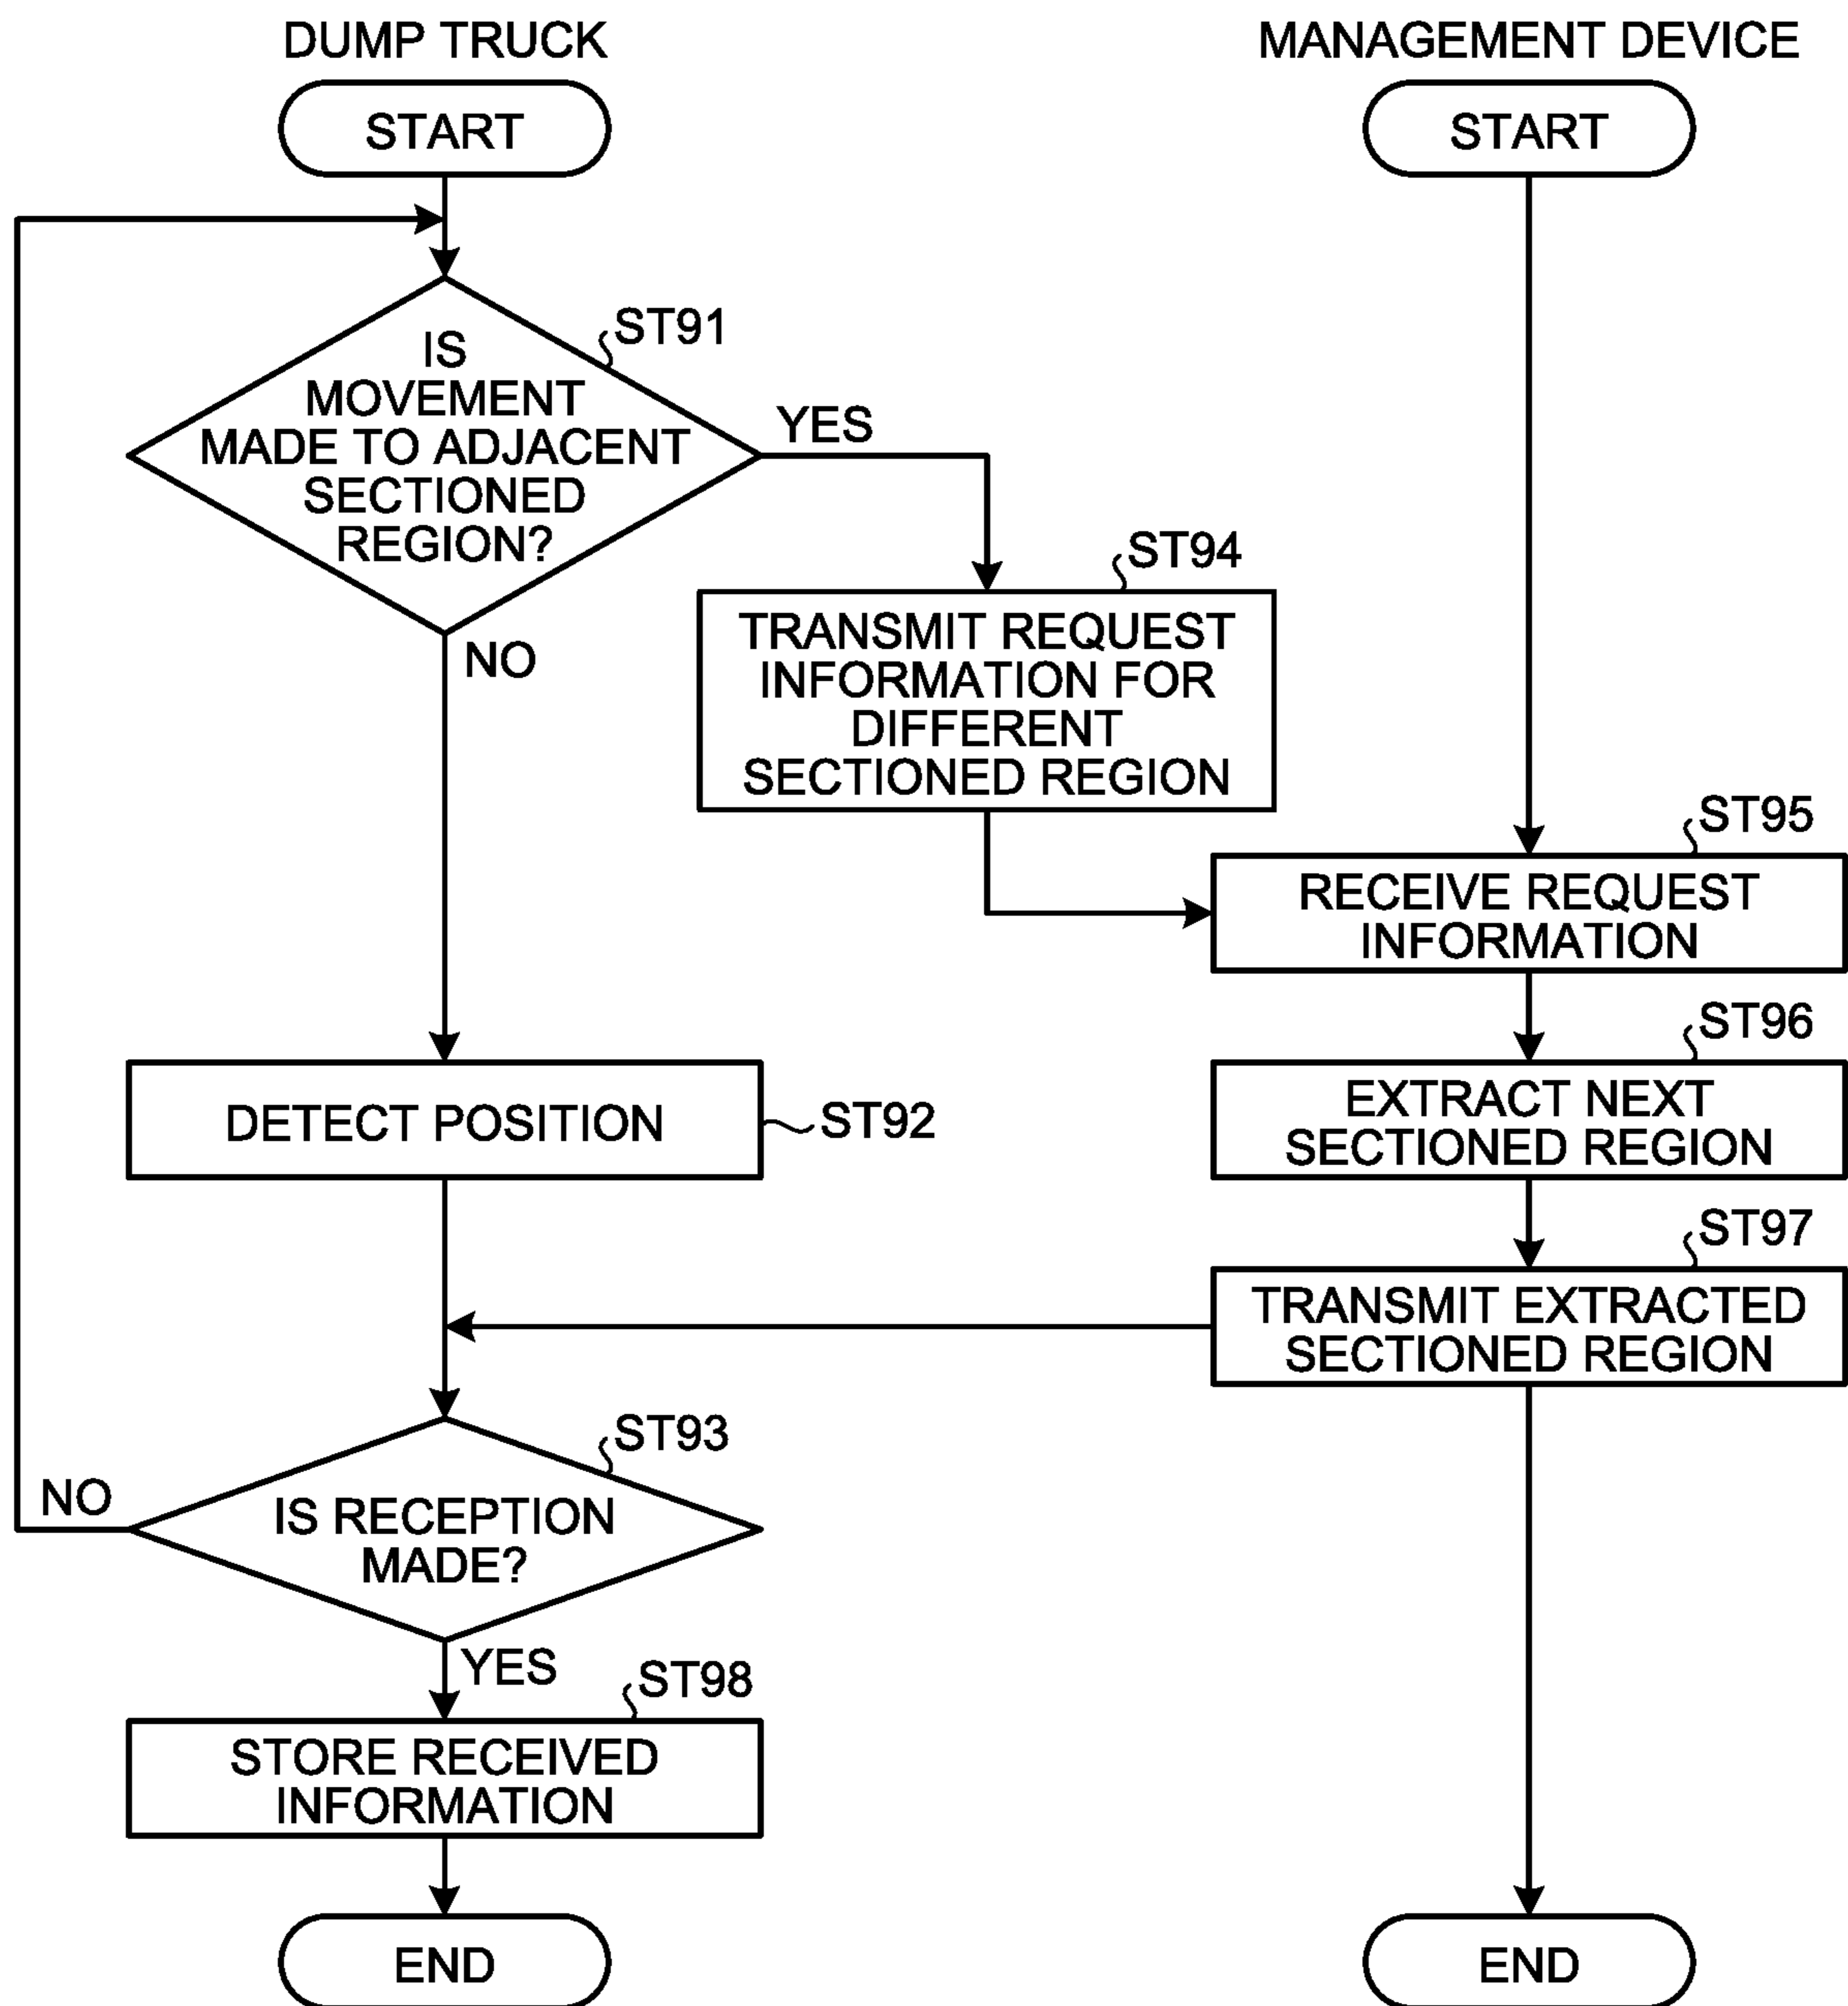 DUMP TRUCK
MANAGEMENT DEVICE
START
START
ST91
IS
MOVEMENT
MADE TO ADJACENT
SECTIONED
REGION?
YES
NO
ST94
TRANSMIT REQUEST
INFORMATION FOR
DIFFERENT
SECTIONED REGION
ST95
RECEIVE REQUEST
INFORMATION
ST96
EXTRACT NEXT
SECTIONED REGION
DETECT POSITION
ST92
ST97
TRANSMIT EXTRACTED
SECTIONED REGION
ST93
NO
IS RECEPTION
MADE?
YES
ST98
STORE RECEIVED
INFORMATION
END
END